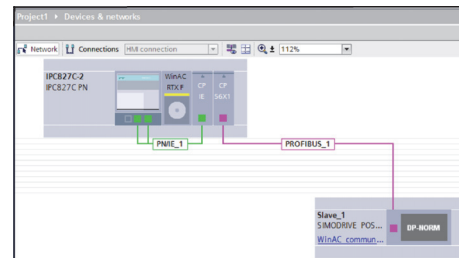 Project1 ▸ Devices & networks
Network Connections HMI connection 112%
IPC827C-2
IPC827C PN
WinAC
RTX F
CP
IE
CP
56X1
PN/IE_1
PROFIBUS_1
Slave_1
SIMODRIVE POS...
WinAC commun...
DP-NORM